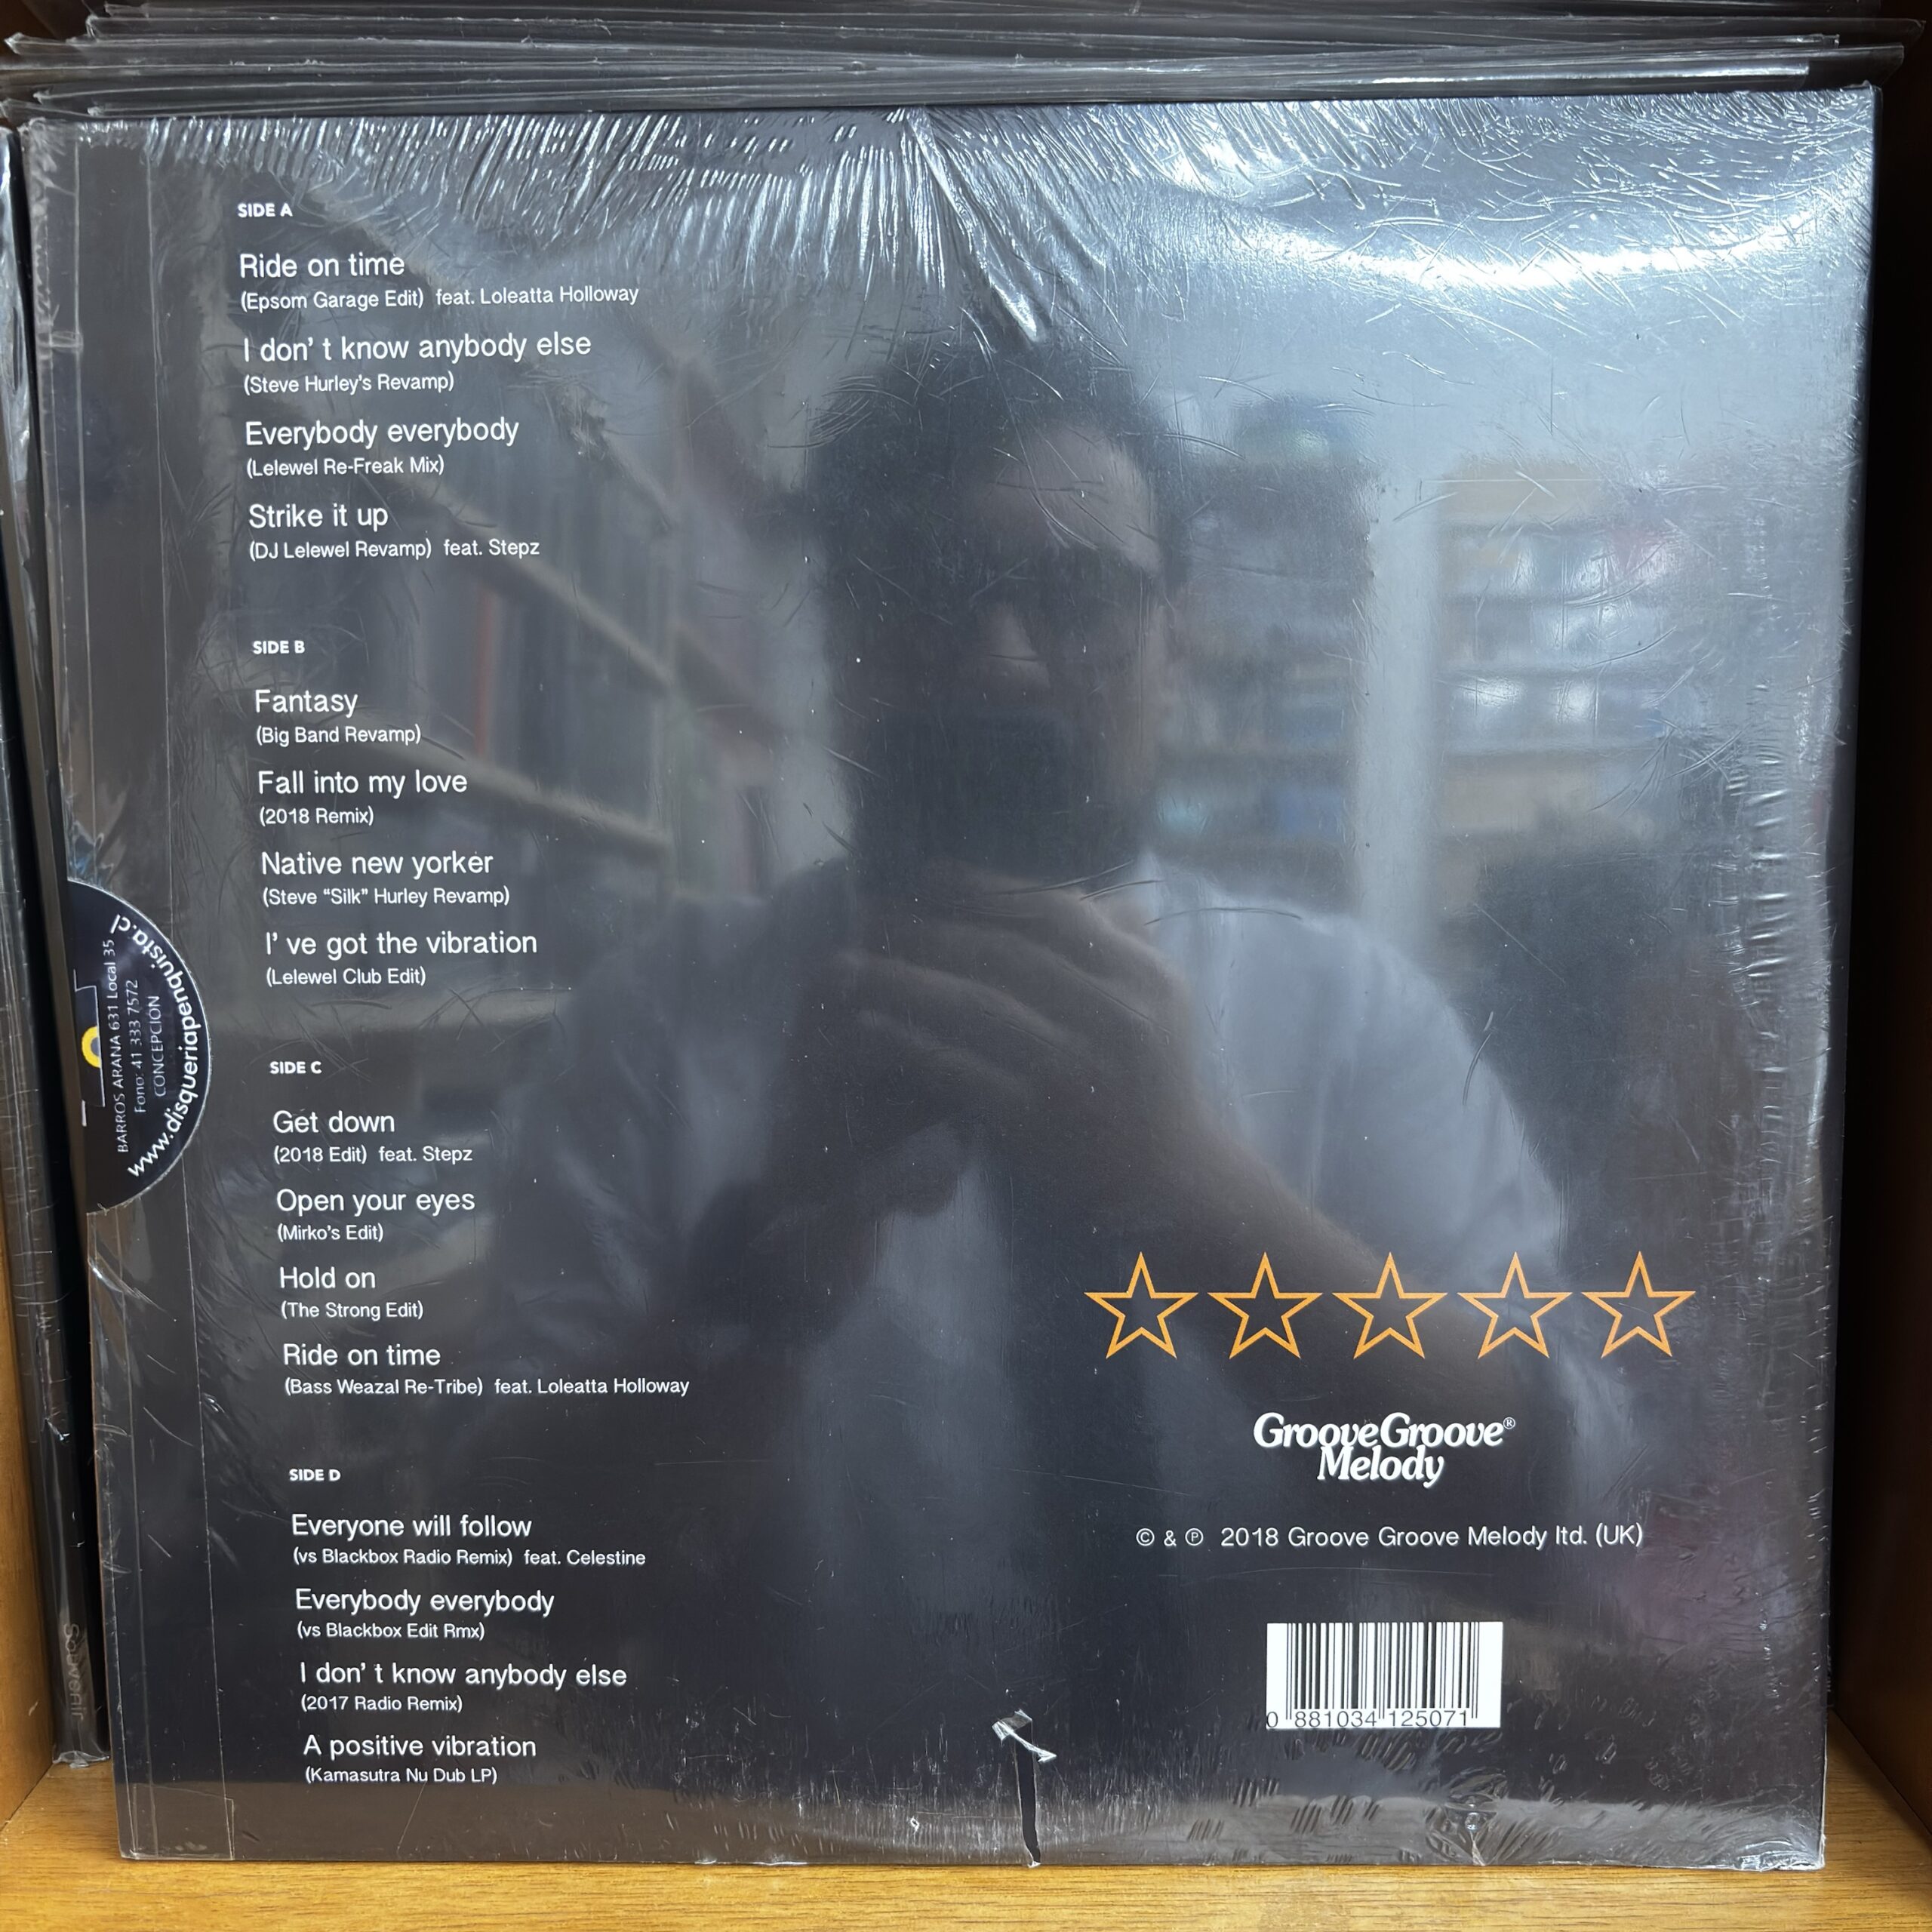 SIDE A
Ride on time
(Epsom Garage Edit) feat. Loleatta Holloway
I don' t know anybody else
(Steve Hurley's Revamp)
Everybody everybody
(Lelewel Re-Freak Mix)
Strike it up
(DJ Lelewel Revamp) feat. Stepz
SIDE B
Fantasy
(Big Band Revamp)
Fall into my love
(2018 Remix)
Native new yorker
(Steve “Silk” Hurley Revamp)
I' ve got the vibration
(Lelewel Club Edit)
SIDE C
Get down
(2018 Edit) feat. Stepz
Open your eyes
(Mirko's Edit)
Hold on
(The Strong Edit)
Ride on time
(Bass Weazal Re-Tribe) feat. Loleatta Holloway
SIDE D
Everyone will follow
(vs Blackbox Radio Remix) feat. Celestine
Everybody everybody
(vs Blackbox Edit Rmx)
I don' t know anybody else
(2017 Radio Remix)
A positive vibration
(Kamasutra Nu Dub LP)
GrooveGroove®
Melody
© & ℗ 2018 Groove Groove Melody ltd. (UK)
0 881034 125071
BARROS ARANA 631 Local 35
Fono: 41 333 7572
CONCEPCIÓN
www.disqueriapenquista.cl
Souvenir